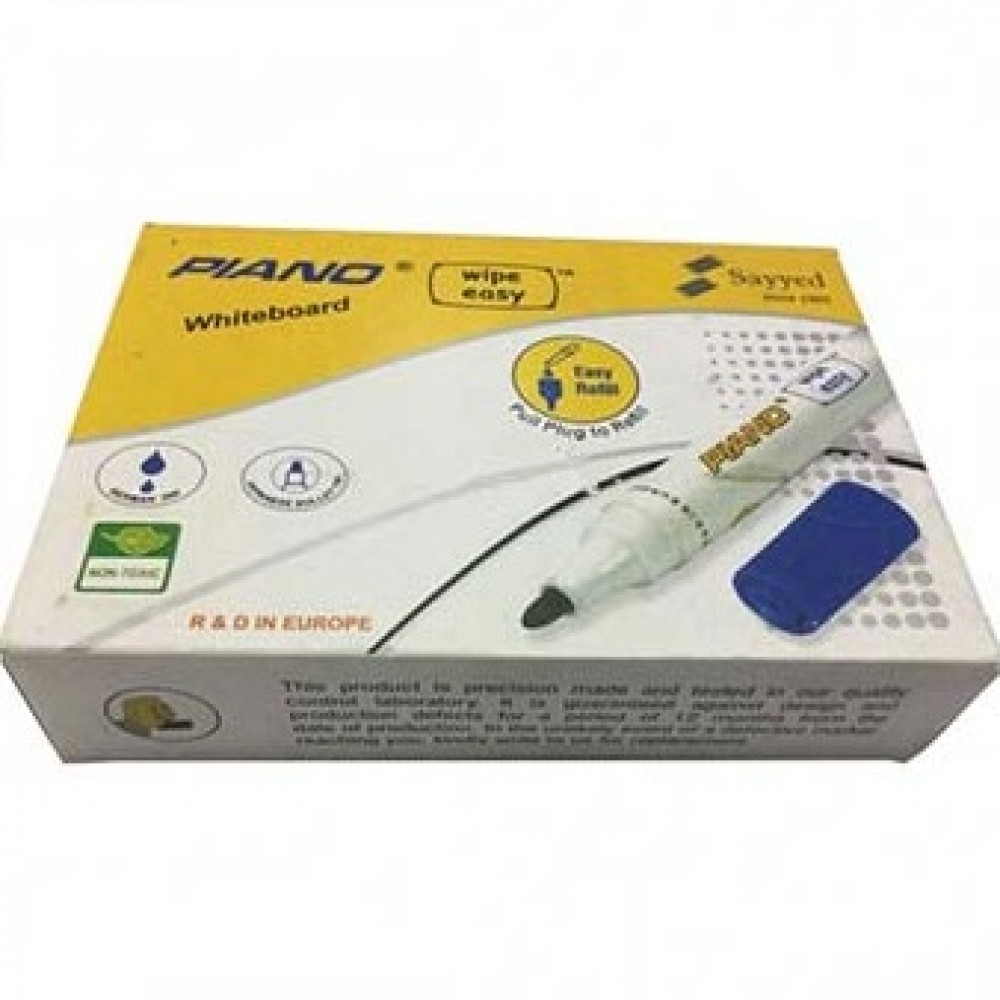 PIANO ®
wipe
easy ™
Sayyed
Whiteboard
Easy
Refill
Pull Plug to Refill
wipe
easy
PIANO
NON-TOXIC
R & D IN EUROPE
This product is precision made and tested in our quality
control laboratory. It is guaranteed against design and
production defects for a period of 12 months from the
date of production. In the unlikely event of a defective marker
reaching you, kindly write to us for replacement.